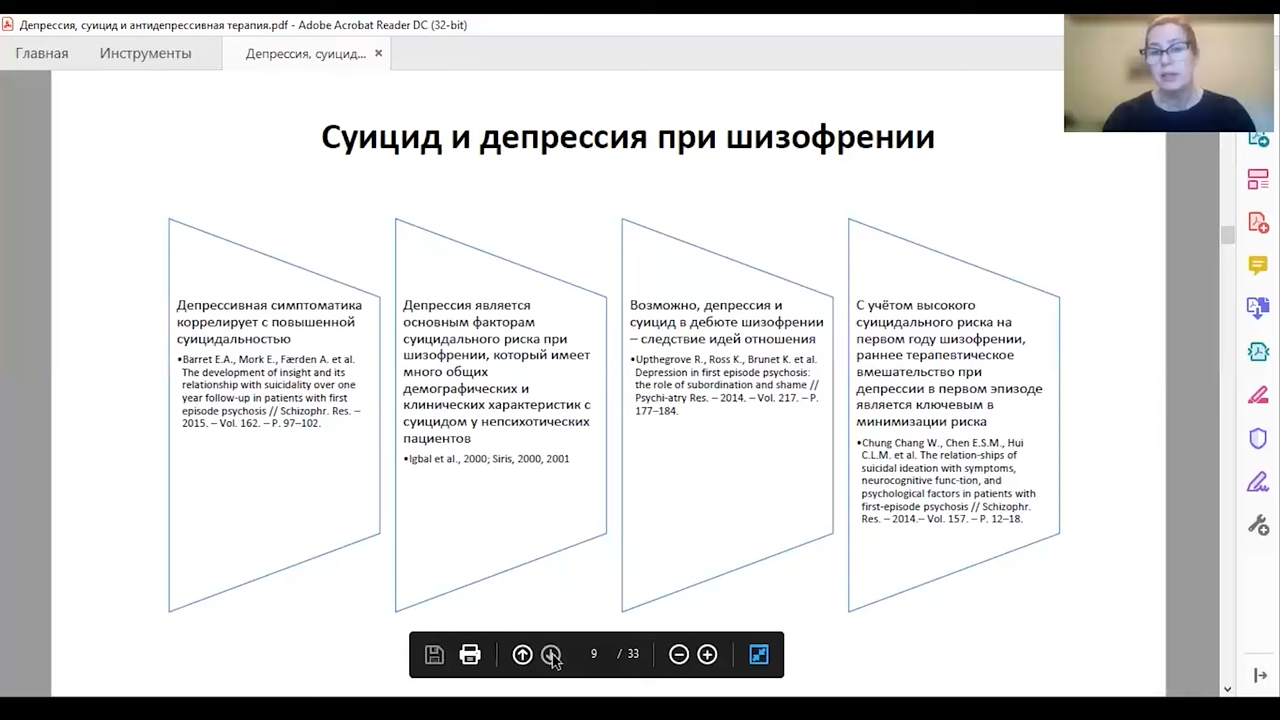 Депрессия, суицид и антидепрессивная терапия.pdf - Adobe Acrobat Reader DC (32-bit)
Главная
Инструменты
Депрессия, суицид...
Суицид и депрессия при шизофрении
Депрессивная симптоматика
коррелирует с повышенной
суицидальностью
•Barret E.A., Mork E., Færden A. et al.
The development of insight and its
relationship with suicidality over one
year follow-up in patients with first
episode psychosis // Schizophr. Res. –
2015. – Vol. 162. – P. 97–102.
Депрессия является
основным факторам
суицидального риска при
шизофрении, который имеет
много общих
демографических и
клинических характеристик с
суицидом у непсихотических
пациентов
•Igbal et al., 2000; Siris, 2000, 2001
Возможно, депрессия и
суицид в дебюте шизофрении
– следствие идей отношения
•Upthegrove R., Ross K., Brunet K. et al.
Depression in first episode psychosis:
the role of subordination and shame //
Psychi-atry Res. – 2014. – Vol. 217. – P.
177–184.
С учётом высокого
суицидального риска на
первом году шизофрении,
раннее терапевтическое
вмешательство при
депрессии в первом эпизоде
является ключевым в
минимизации риска
•Chung Chang W., Chen E.S.M., Hui
C.L.M. et al. The relation-ships of
suicidal ideation with symptoms,
neurocognitive func-tion, and
psychological factors in patients with
first-episode psychosis // Schizophr.
Res. – 2014.– Vol. 157. – P. 12–18.
9 / 33